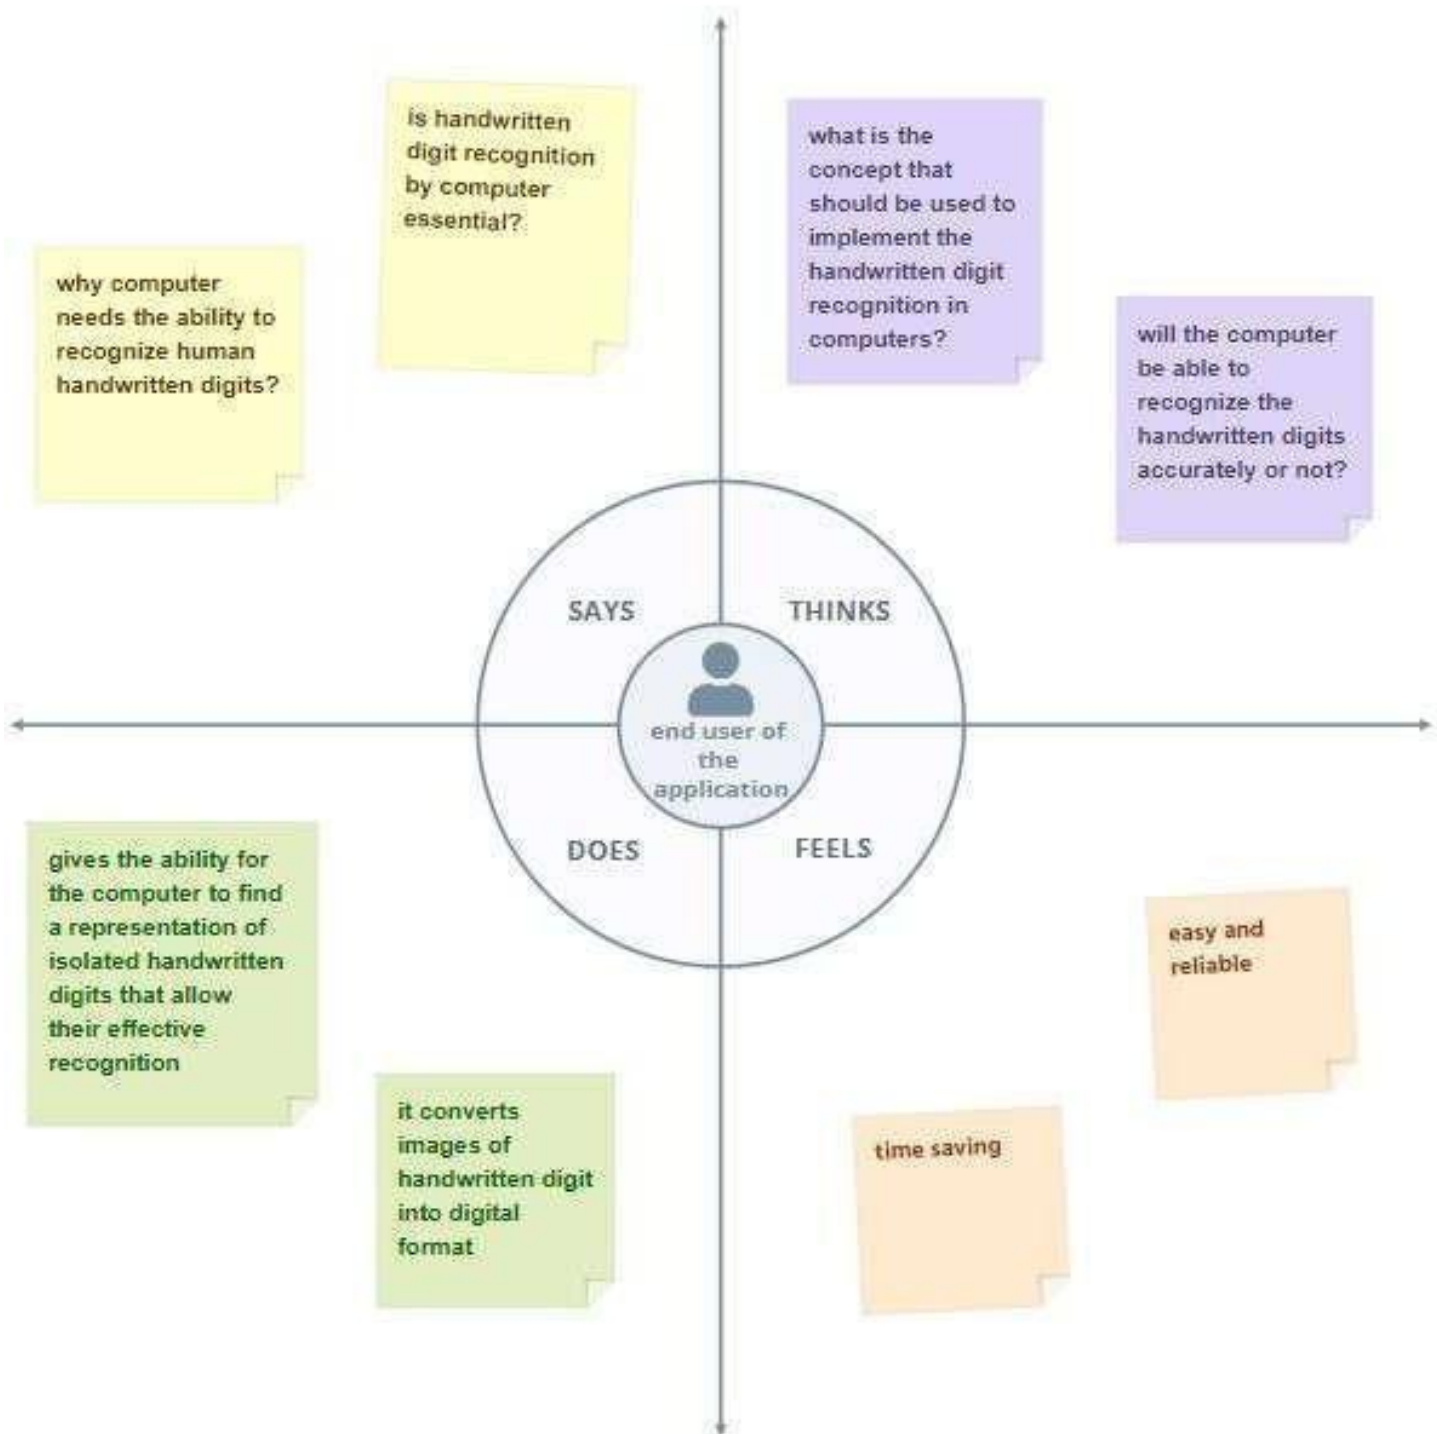 is handwritten
digit recognition
by computer
essential?
why computer
needs the ability to
recognize human
handwritten digits?
what is the
concept that
should be used to
implement the
handwritten digit
recognition in
computers?
will the computer
be able to
recognize the
handwritten digits
accurately or not?
SAYS
THINKS
end user of
the
application
DOES
FEELS
gives the ability for
the computer to find
a representation of
isolated handwritten
digits that allow
their effective
recognition
it converts
images of
handwritten digit
into digital
format
easy and
reliable
time saving